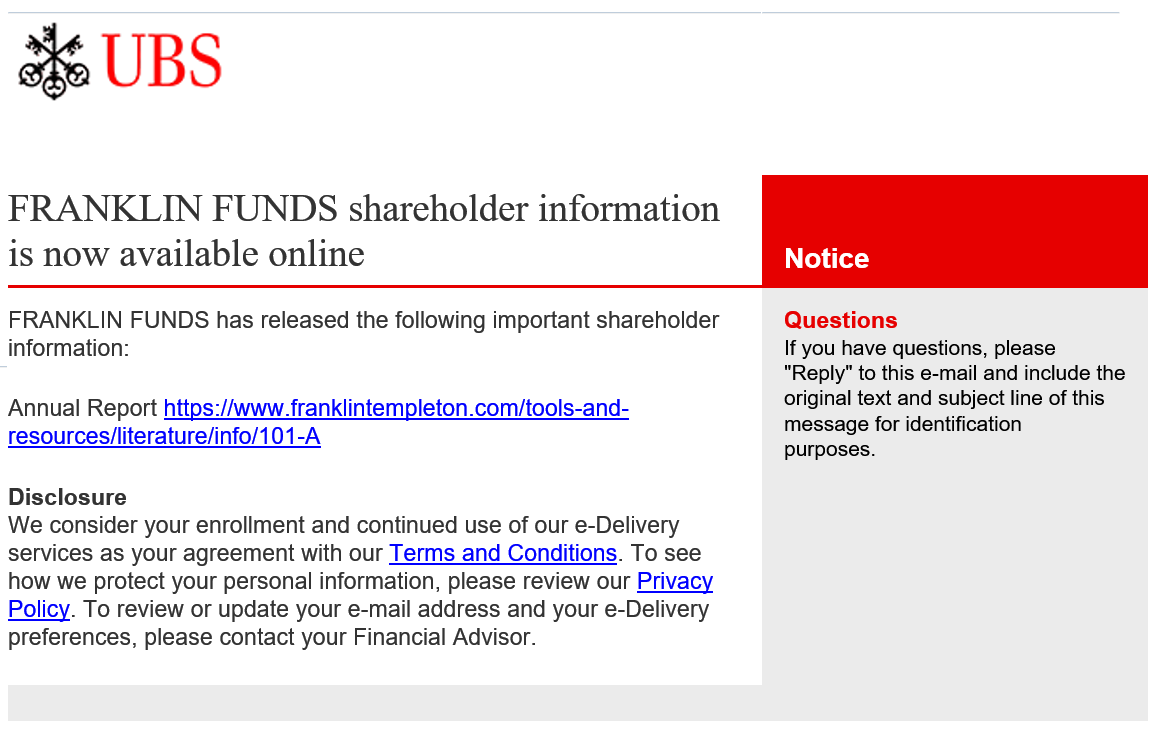 UBS
FRANKLIN FUNDS shareholder information
is now available online
FRANKLIN FUNDS has released the following important shareholder
information:
Annual Report https://www.franklintempleton.com/tools-and-
resources/literature/info/101-A
Disclosure
We consider your enrollment and continued use of our e-Delivery
services as your agreement with our Terms and Conditions. To see
how we protect your personal information, please review our Privacy
Policy. To review or update your e-mail address and your e-Delivery
preferences, please contact your Financial Advisor.
Notice
Questions
If you have questions, please
"Reply" to this e-mail and include the
original text and subject line of this
message for identification
purposes.